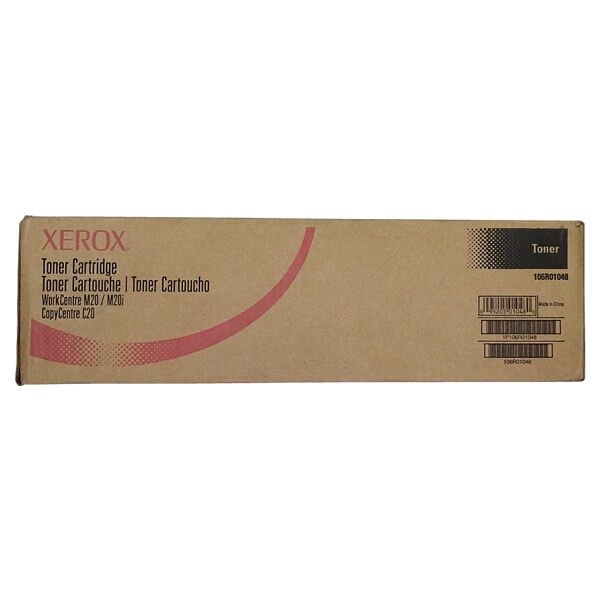 XEROX
Toner Cartridge
Toner Cartouche | Toner Cartoucho
WorkCentre M20 / M20i
CopyCentre C20
Toner
106R01048
Made in China
1P106R01048
106R01048